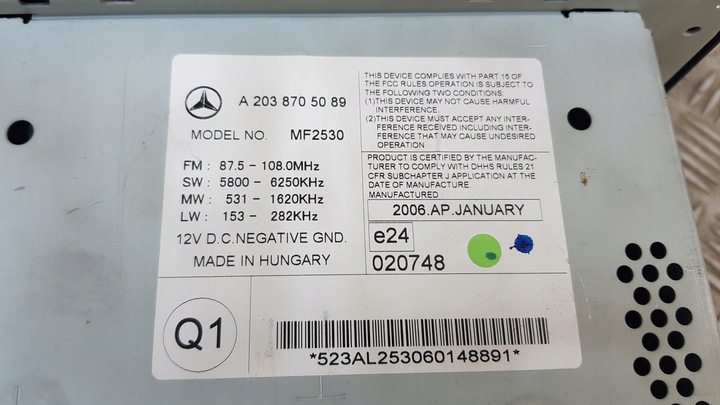 A 203 870 50 89
MODEL NO. MF2530
FM : 87.5 - 108.0MHz
SW : 5800 - 6250KHz
MW : 531 - 1620KHz
LW : 153 - 282KHz
12V D.C.NEGATIVE GND.
MADE IN HUNGARY
THIS DEVICE COMPLIES WITH PART 15 OF
THE FCC RULES OPERATION IS SUBJECT TO
THE FOLLOWING TWO CONDITIONS:
(1)THIS DEVICE MAY NOT CAUSE HARMFUL
INTERFERENCE.
(2)THIS DEVICE MUST ACCEPT ANY INTER-
FERENCE RECEIVED INCLUDING INTER-
FERENCE THAT MAY CAUSE UNDESIRED
OPERATION
PRODUCT IS CERTIFIED BY THE MANUFAC-
TURER TO COMPLY WITH DHHS RULES 21
CFR SUBCHAPTER J APPLICATION AT THE
DATE OF MANUFACTURE.
MANUFACTURED :
2006.AP.JANUARY
e24
020748
Q1
*523AL253060148891*